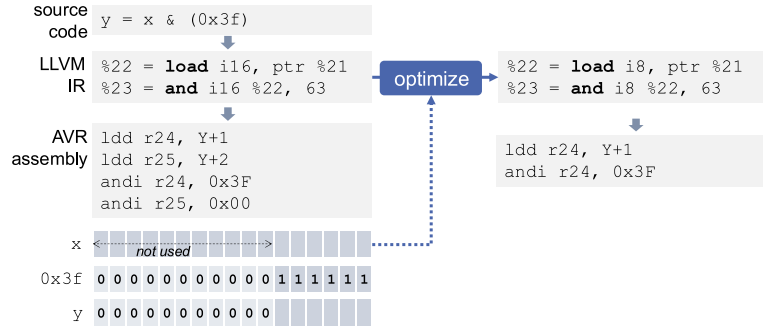 source code
y = x & (0x3f)
LLVM IR
%22 = load i16, ptr %21
%23 = and i16 %22, 63
optimize
%22 = load i8, ptr %21
%23 = and i8 %22, 63
AVR assembly
ldd r24, Y+1
ldd r25, Y+2
andi r24, 0x3F
andi r25, 0x00
ldd r24, Y+1
andi r24, 0x3F
x
not used
0x3f 0 0 0 0 0 0 0 0 0 0 0 1 1 1 1 1 1
y 0 0 0 0 0 0 0 0 0 0 0